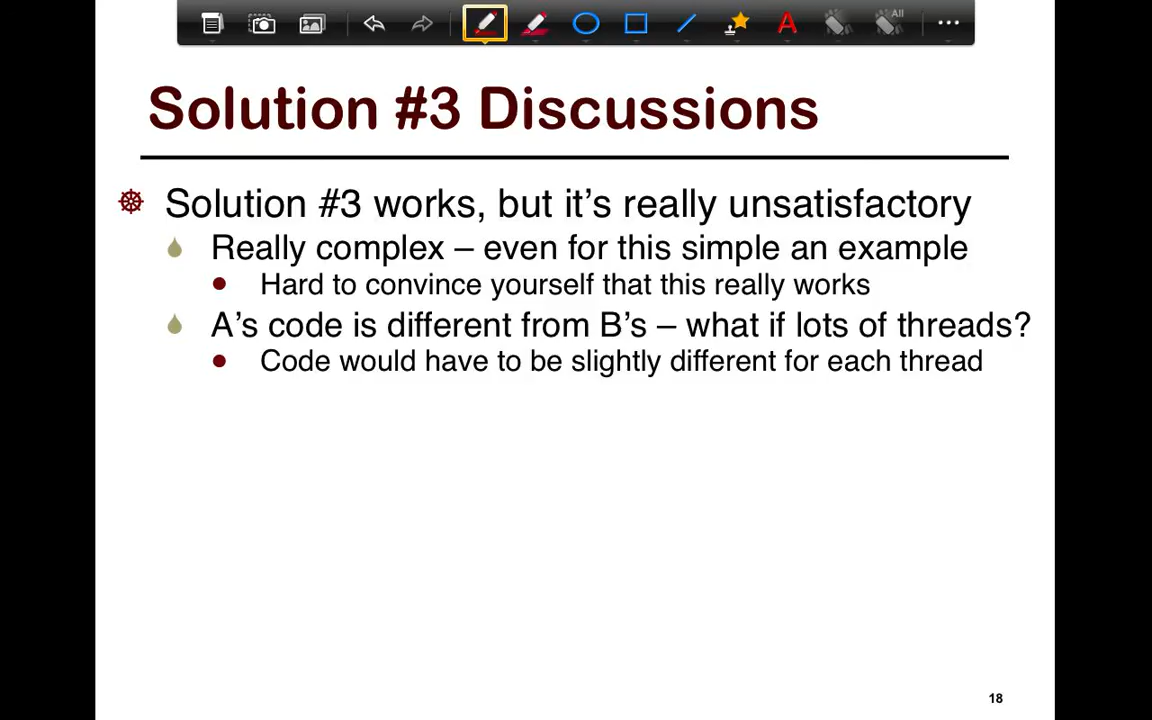 All
A
Solution #3 Discussions
Solution #3 works, but it's really unsatisfactory
Really complex – even for this simple an example
Hard to convince yourself that this really works
A's code is different from B's – what if lots of threads?
Code would have to be slightly different for each thread
18